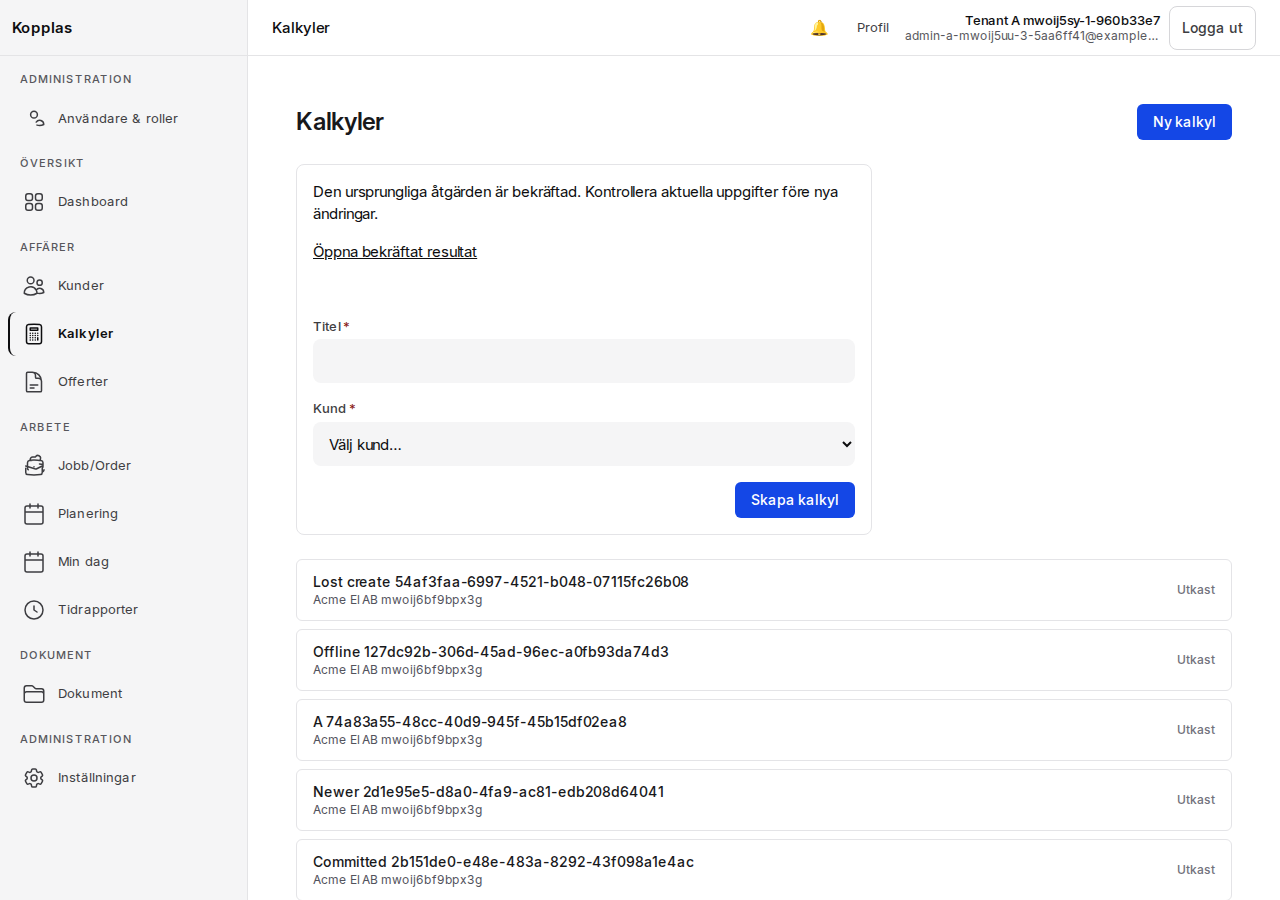 Kopplas
Kalkyler
🔔
Profil
Tenant A mwoij5sy-1-960b33e7
admin-a-mwoij5uu-3-5aa6ff41@example...
Logga ut
ADMINISTRATION
Användare & roller
ÖVERSIKT
Dashboard
AFFÄRER
Kunder
Kalkyler
Offerter
ARBETE
Jobb/Order
Planering
Min dag
Tidrapporter
DOKUMENT
Dokument
ADMINISTRATION
Inställningar
Kalkyler
Ny kalkyl
Den ursprungliga åtgärden är bekräftad. Kontrollera aktuella uppgifter före nya
ändringar.
Öppna bekräftat resultat
Titel *
Kund *
Välj kund...
Skapa kalkyl
Lost create 54af3faa-6997-4521-b048-07115fc26b08
Acme El AB mwoij6bf9bpx3g
Utkast
Offline 127dc92b-306d-45ad-96ec-a0fb93da74d3
Acme El AB mwoij6bf9bpx3g
Utkast
A 74a83a55-48cc-40d9-945f-45b15df02ea8
Acme El AB mwoij6bf9bpx3g
Utkast
Newer 2d1e95e5-d8a0-4fa9-ac81-edb208d64041
Acme El AB mwoij6bf9bpx3g
Utkast
Committed 2b151de0-e48e-483a-8292-43f098a1e4ac
Acme El AB mwoij6bf9bpx3g
Utkast